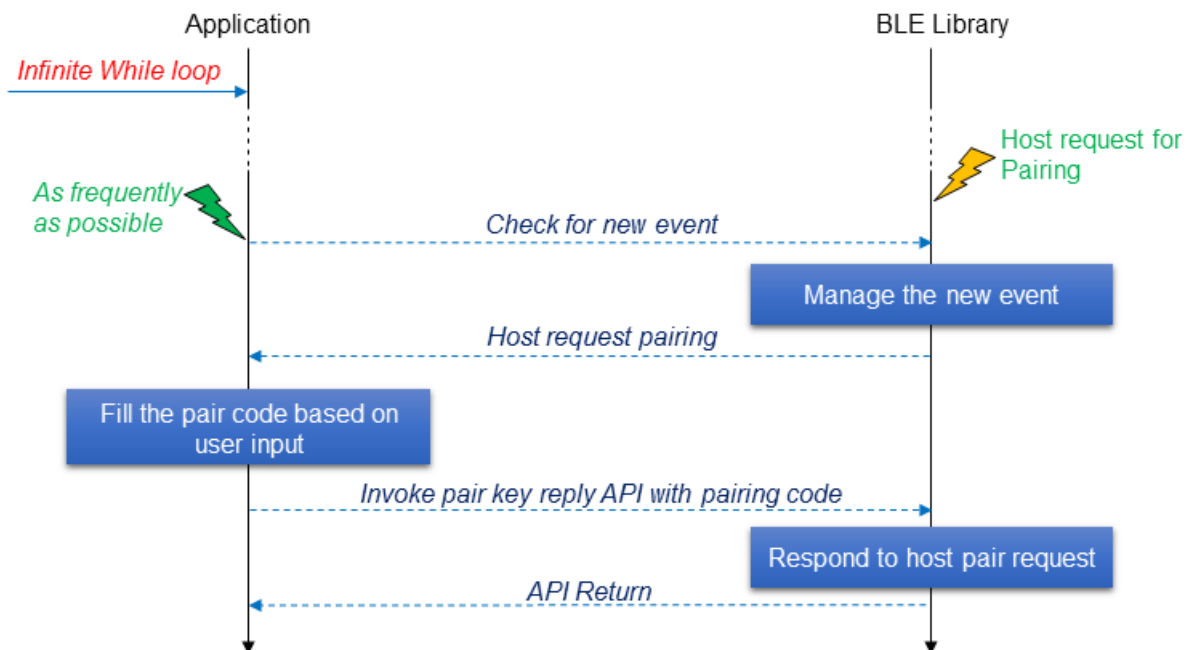 Application
BLE Library
Infinite While loop
Host request for
Pairing
As frequently
as possible
Check for new event
Manage the new event
Host request pairing
Fill the pair code based on
user input
Invoke pair key reply API with pairing code
Respond to host pair request
API Return